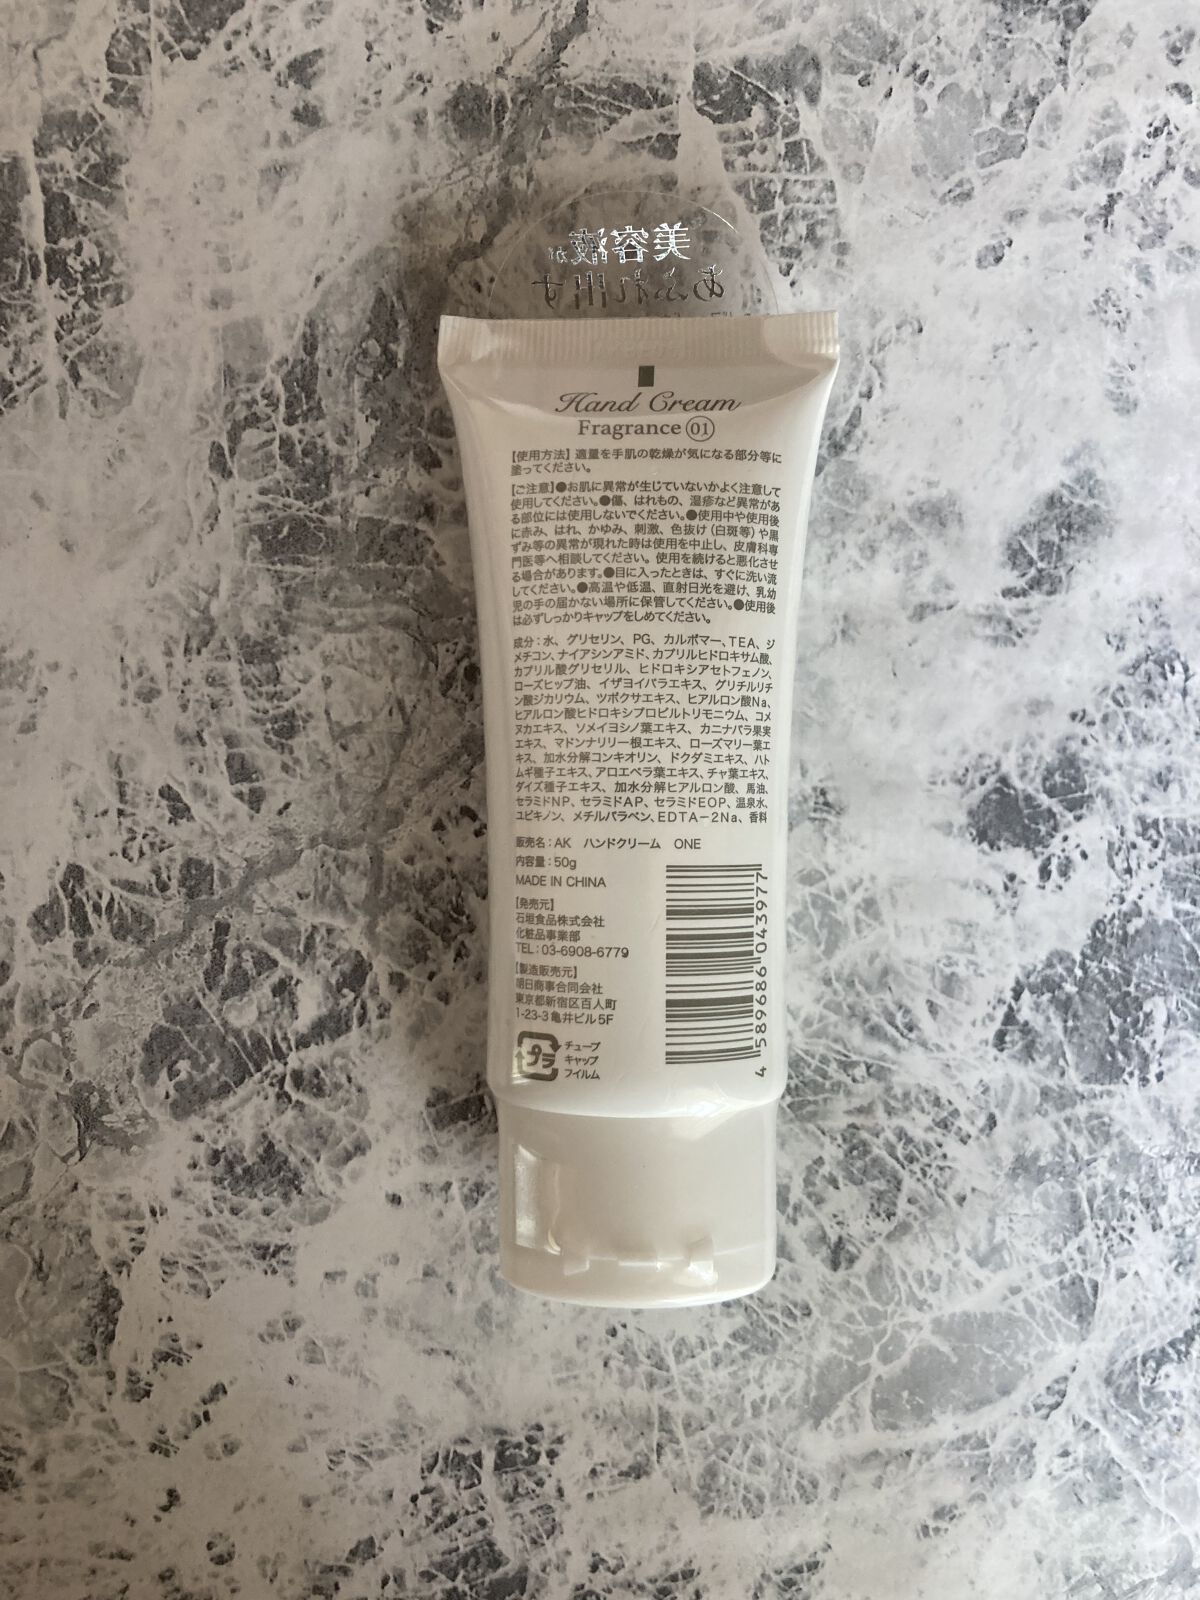 美容液が
あふれ出す
Hand Cream
Fragrance 01
【使用方法】適量を手肌の乾燥が気になる部分等に
塗ってください。
【ご注意】●お肌に異常が生じていないかよく注意して
使用してください。●傷、はれもの、湿疹など異常があ
る部位には使用しないでください。●使用中や使用後
に赤み、はれ、かゆみ、刺激、色抜け(白斑等)や黒
ずみ等の異常が現れた時は使用を中止し、皮膚科専
門医等へ相談してください。使用を続けると悪化させ
る場合があります。●目に入ったときは、すぐに洗い流
してください。●高温や低温、直射日光を避け、乳幼
児の手の届かない場所に保管してください。●使用後
は必ずしっかりキャップをしめてください。
成分:水、グリセリン、PG、カルボマー、TEA、ジ
メチコン、ナイアシンアミド、カプリルヒドロキサム酸、
カプリル酸グリセリル、ヒドロキシアセトフェノン、
ローズヒップ油、イザヨイバラエキス、グリチルリチ
ン酸ジカリウム、ツボクサエキス、ヒアルロン酸Na、
ヒアルロン酸ヒドロキシプロピルトリモニウム、コメ
ヌカエキス、ソメイヨシノ葉エキス、カニナバラ果実
エキス、マドンナリリー根エキス、ローズマリー葉エ
キス、加水分解コンキオリン、ドクダミエキス、ハト
ムギ種子エキス、アロエベラ葉エキス、チャ葉エキス、
ダイズ種子エキス、加水分解ヒアルロン酸、馬油、
セラミドNP、セラミドAP、セラミドEOP、温泉水、
ユビキノン、メチルパラベン、EDTA-2Na、香料
販売名:AK ハンドクリーム ONE
内容量:50g
MADE IN CHINA
【発売元】
石垣食品株式会社
化粧品事業部
TEL:03-6908-6779
【製造販売元】
明日商事合同会社
東京都新宿区百人町
1-23-3亀井ビル5F
プラ
チューブ
キャップ
フイルム
4 589686 043977